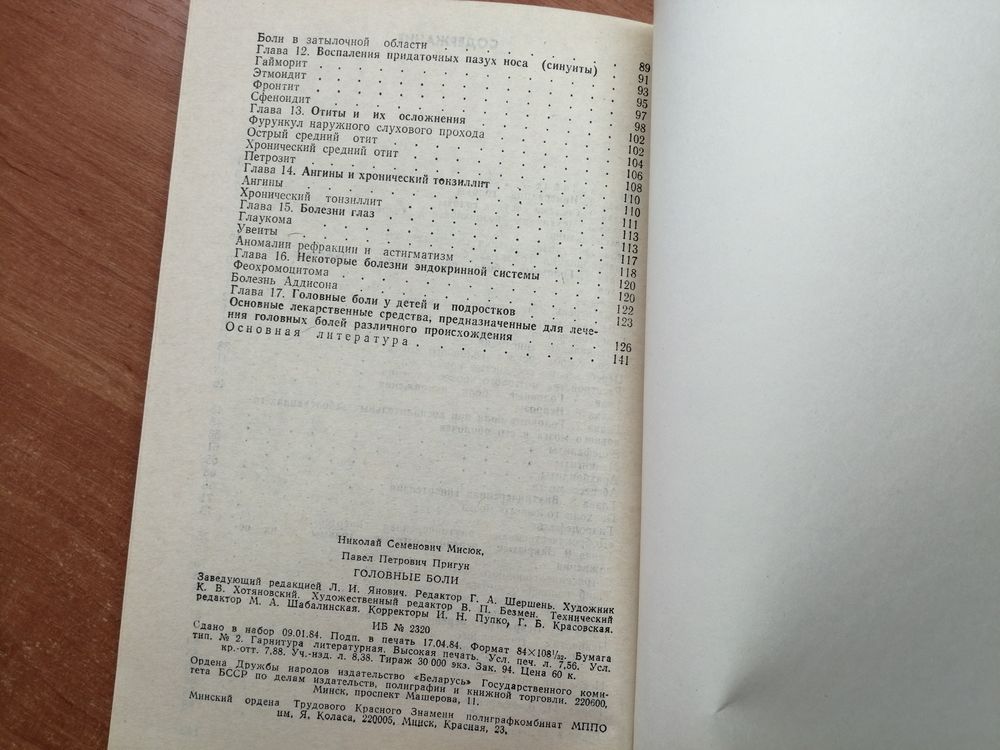 Боли в затылочной области . . . . . 89
Глава 12. Воспаления придаточных пазух носа (синуиты) . 91
Гайморит . . . . . 93
Этмоидит . . . . . 95
Фронтит . . . . . 97
Сфеноидит . . . . . 98
Глава 13. Отиты и их осложнения . . . . . 102
Фурункул наружного слухового прохода . . . . . 102
Острый средний отит . . . . . 104
Хронический средний отит . . . . . 106
Петрозит . . . . . 108
Глава 14. Ангины и хронический тонзиллит . . . . . 110
Ангины . . . . . 110
Хронический тонзиллит . . . . . 111
Глава 15. Болезни глаз . . . . . 113
Глаукома . . . . . 113
Увеиты . . . . . 117
Аномалии рефракции и астигматизм . . . . . 118
Глава 16. Некоторые болезни эндокринной системы . . . . . 120
Феохромоцитома . . . . . 120
Болезнь Аддисона . . . . . 122
Глава 17. Головные боли у детей и подростков . . . . . 123
Основные лекарственные средства, предназначенные для лече-
ния головных болей различного происхождения . . . . . 126
Основная литература . . . . . 141
Николай Семенович Мисюк,
Павел Петрович Пригун
ГОЛОВНЫЕ БОЛИ
Заведующий редакцией Л. И. Янович. Редактор Г. А. Шершень. Художник
К. В. Хотяновский. Художественный редактор В. П. Безмен. Технический
редактор М. А. Шабалинская. Корректоры И. Н. Пупко, Г. Б. Красовская.
ИБ № 2320
Сдано в набор 09.01.84. Подп. в печать 17.04.84. Формат 84×108¹/₃₂. Бумага
тип. № 2. Гарнитура литературная. Высокая печать. Усл. печ. л. 7,56. Усл.
кр.-отт. 7,88. Уч.-изд. л. 8,38. Тираж 30 000 экз. Зак. 94. Цена 60 к.
Ордена Дружбы народов издательство «Беларусь» Государственного коми-
тета БССР по делам издательств, полиграфии и книжной торговли. 220600,
Минск, проспект Машерова, 11.
Минский ордена Трудового Красного Знамени полиграфкомбинат МППО
им. Я. Коласа, 220005, Минск, Красная, 23.